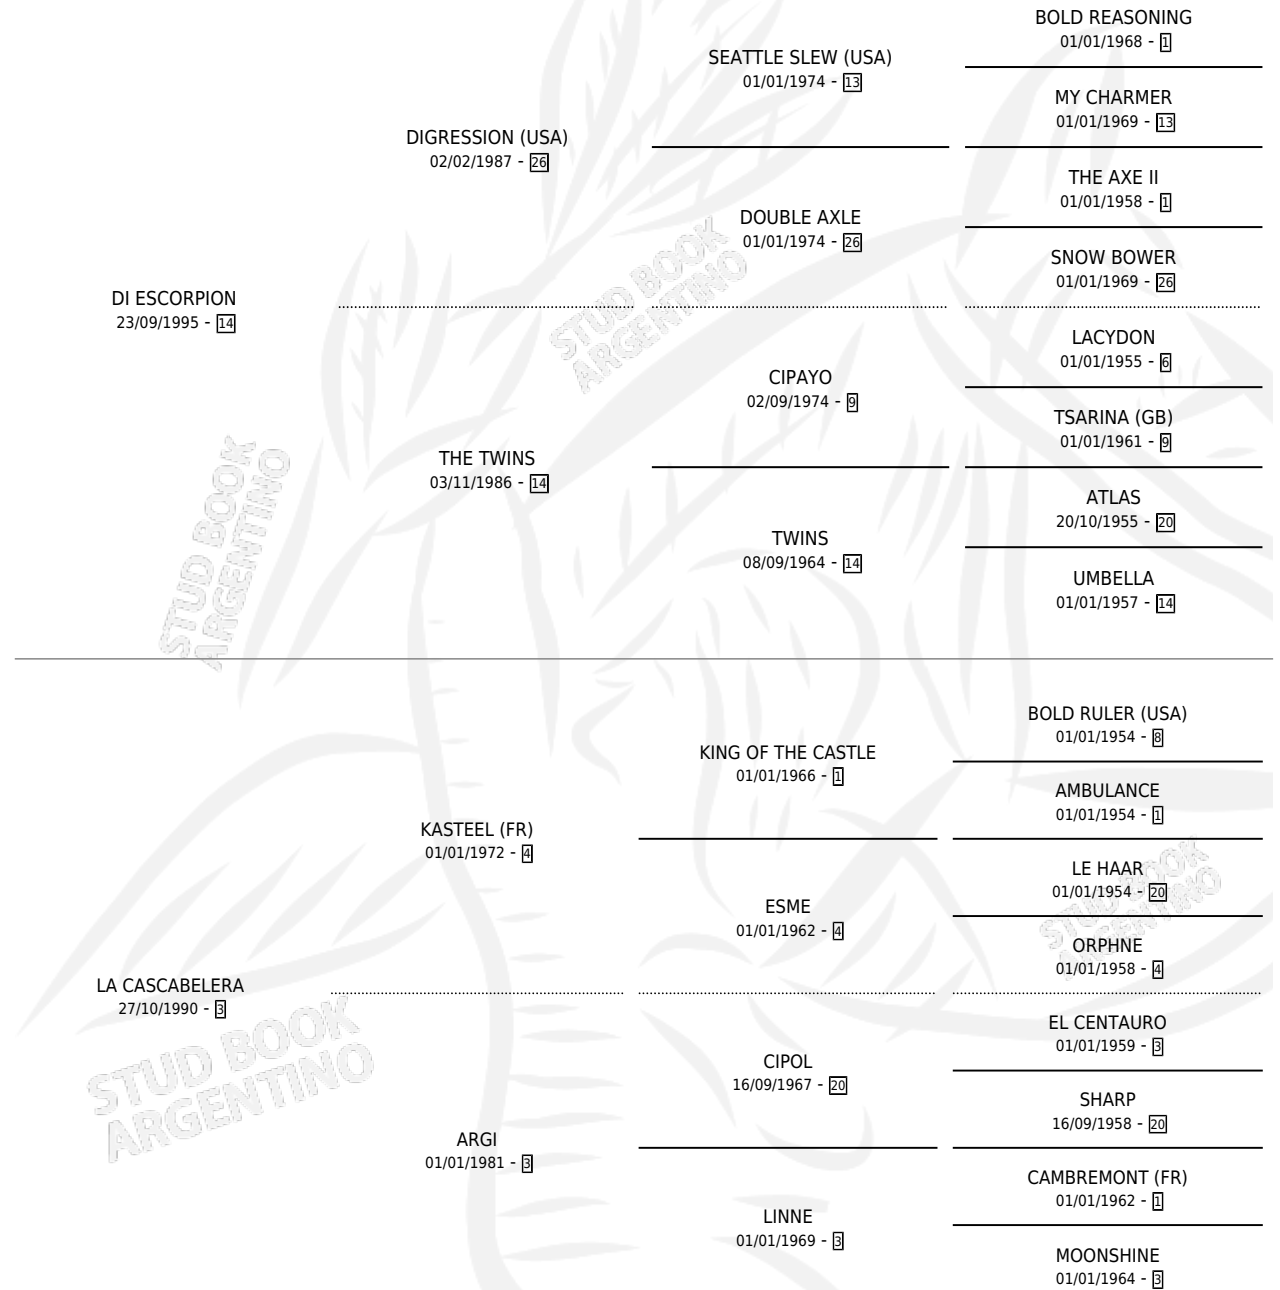 BOLD REASONING
01/01/1968 - 1
SEATTLE SLEW (USA)
01/01/1974 - 13
MY CHARMER
01/01/1969 - 13
DIGRESSION (USA)
02/02/1987 - 26
THE AXE II
01/01/1958 - 1
DOUBLE AXLE
01/01/1974 - 26
SNOW BOWER
01/01/1969 - 26
DI ESCORPION
23/09/1995 - 14
LACYDON
01/01/1955 - 6
CIPAYO
02/09/1974 - 9
TSARINA (GB)
01/01/1961 - 9
THE TWINS
03/11/1986 - 14
ATLAS
20/10/1955 - 20
TWINS
08/09/1964 - 14
UMBELLA
01/01/1957 - 14
STUD BOOK
ARGENTINO
STUD BOOK
ARGENTINO
BOLD RULER (USA)
01/01/1954 - 8
KING OF THE CASTLE
01/01/1966 - 1
AMBULANCE
01/01/1954 - 1
KASTEEL (FR)
01/01/1972 - 4
LE HAAR
01/01/1954 - 20
ESME
01/01/1962 - 4
ORPHNE
01/01/1958 - 4
STUD BOOK
ARGENTINO
LA CASCABELERA
27/10/1990 - 3
EL CENTAURO
01/01/1959 - 3
CIPOL
16/09/1967 - 20
SHARP
16/09/1958 - 20
STUD BOOK
ARGENTINO
ARGI
01/01/1981 - 3
CAMBREMONT (FR)
01/01/1962 - 1
LINNE
01/01/1969 - 3
MOONSHINE
01/01/1964 - 3